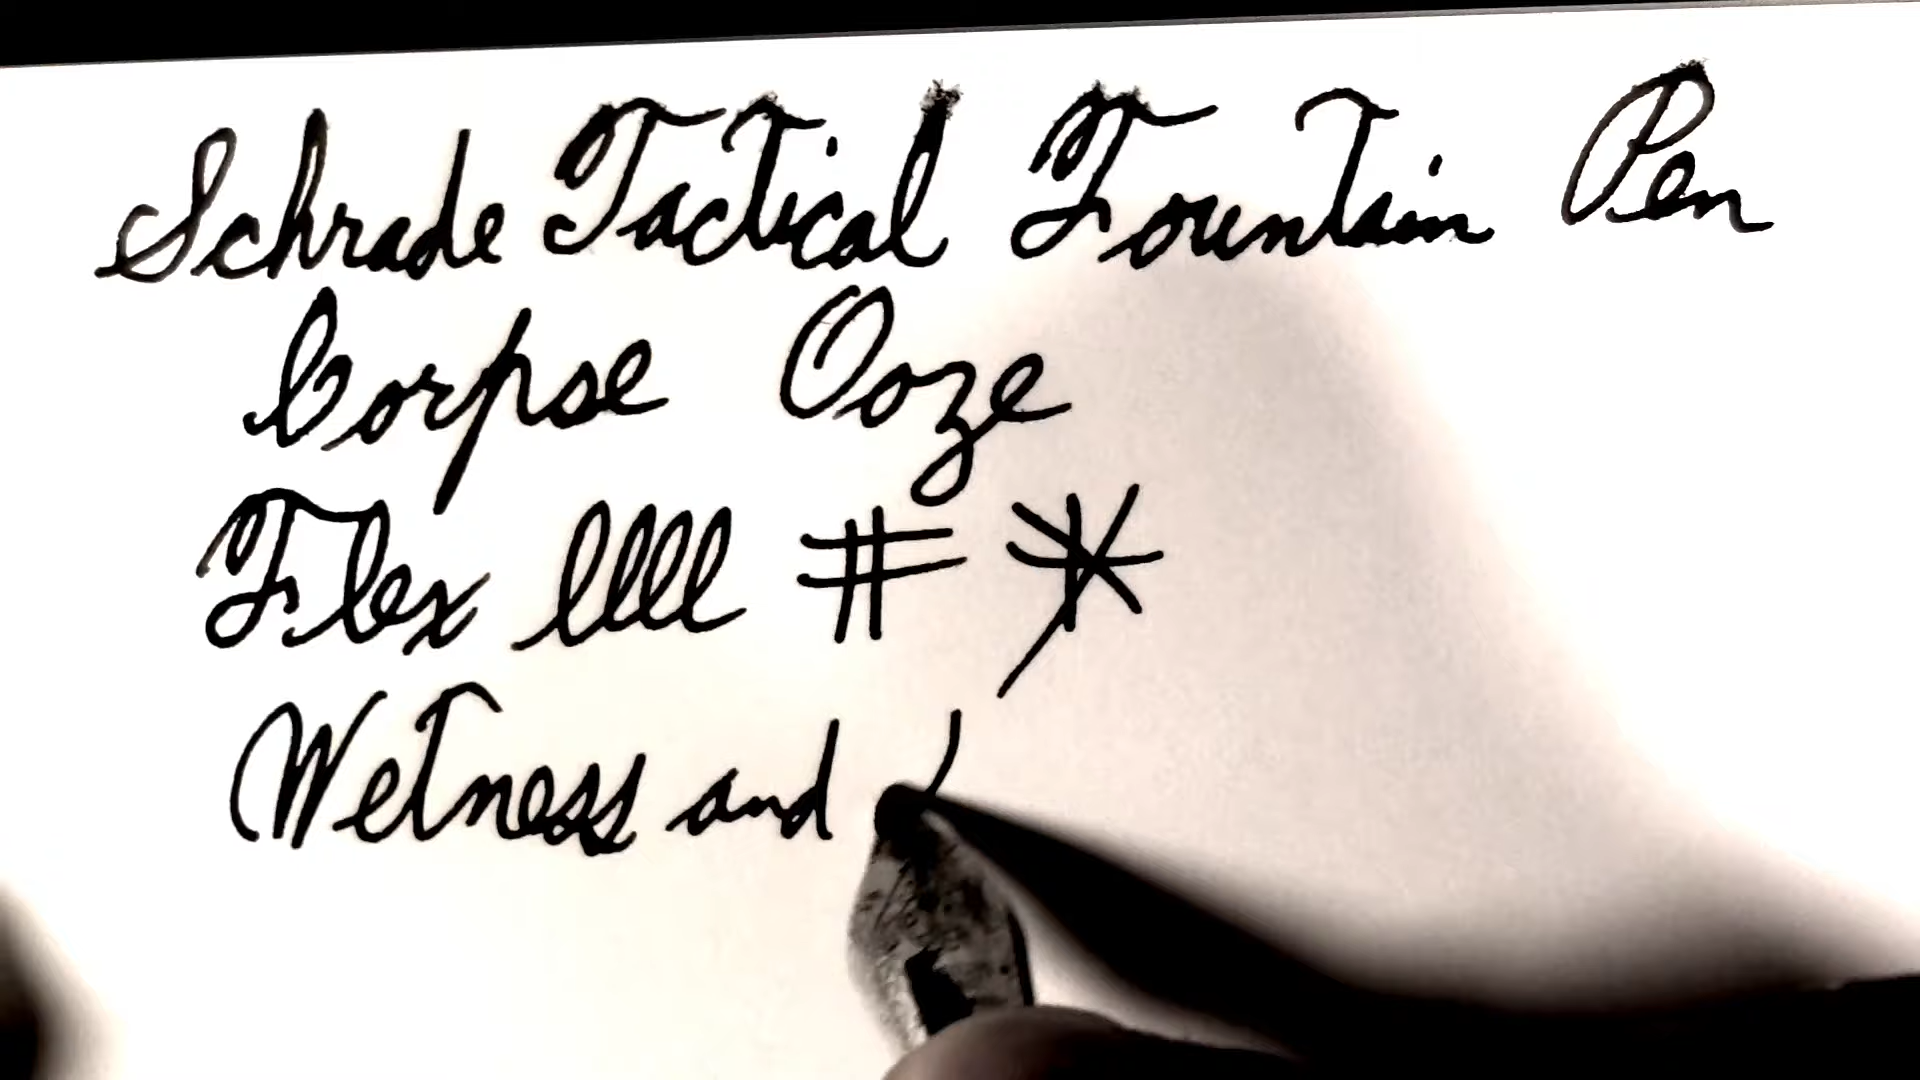 Schrade Tactical Fountain Pen
Corpse Ooze
Flex llll # *
Wetness and